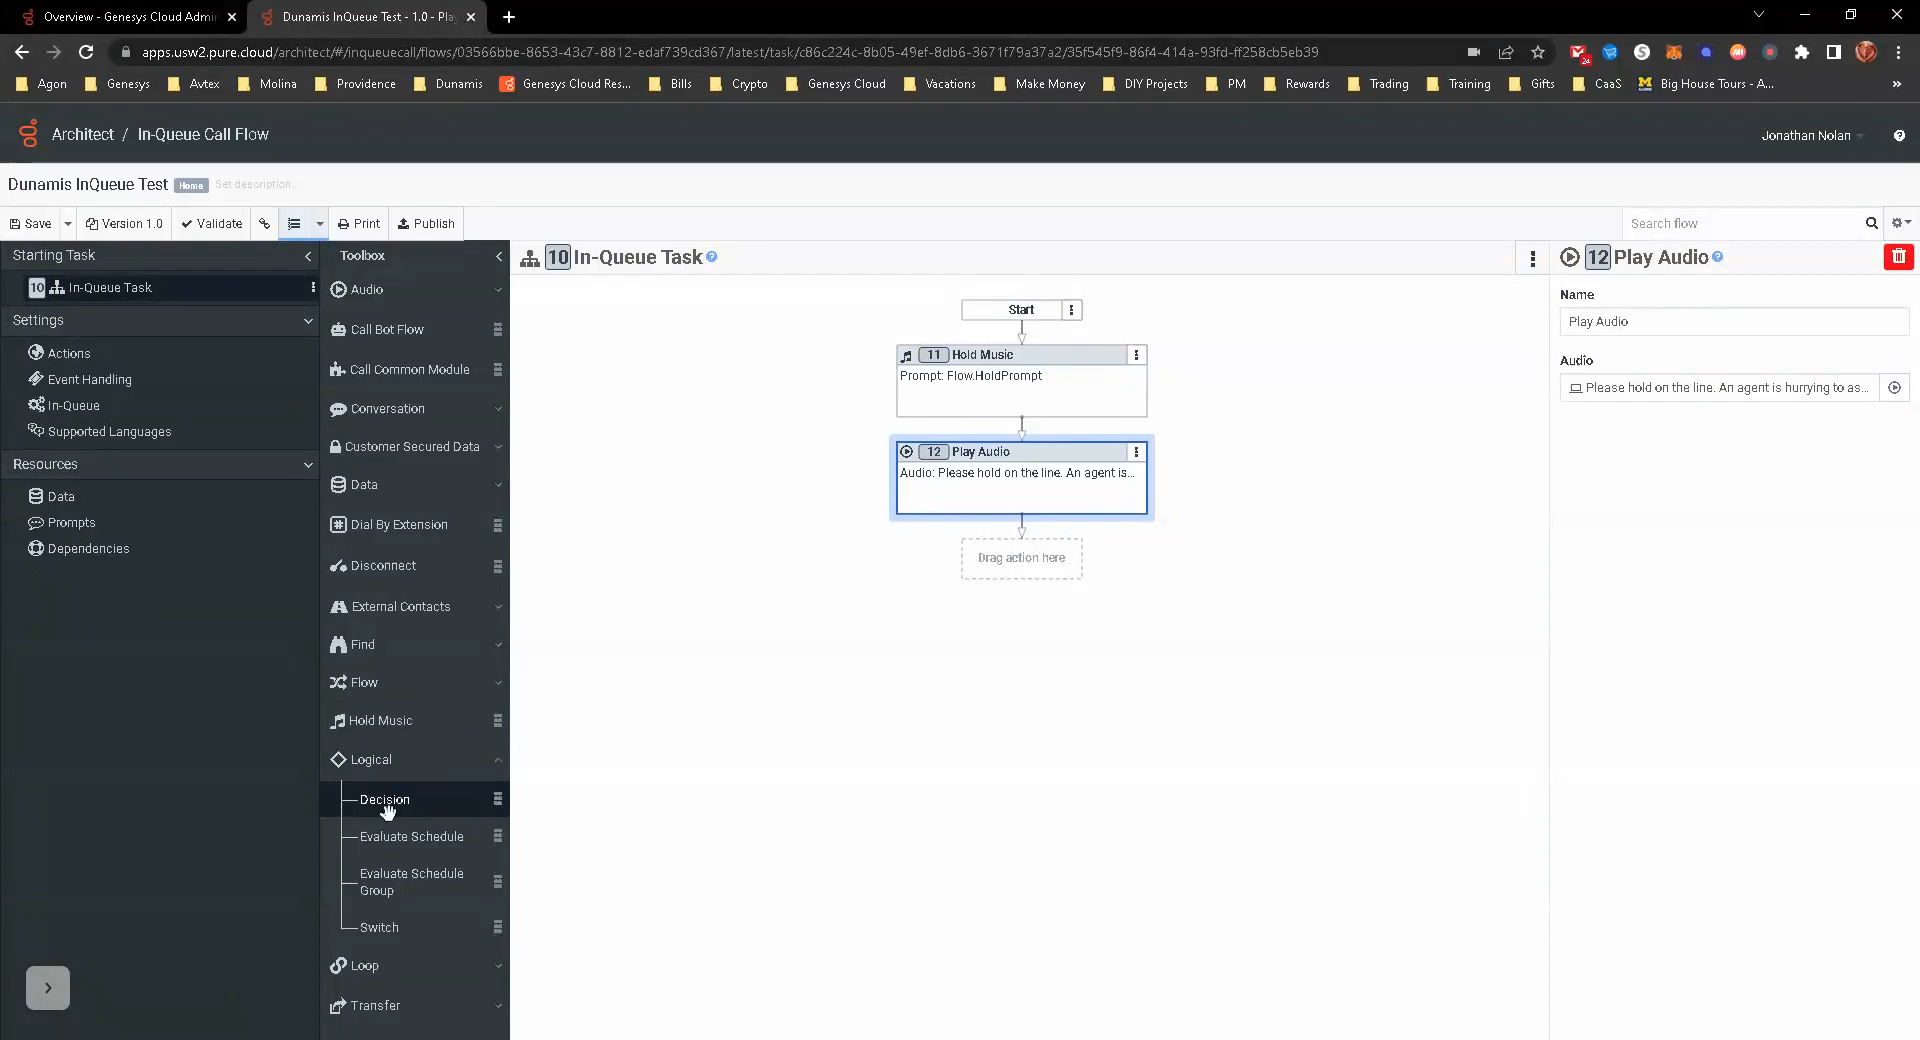 Overview - Genesys Cloud Admi
Dunamis InQueue Test - 1.0 - Pla
apps.usw2.pure.cloud/architect/#/inqueuecall/flows/03566bbe-8653-43c7-8812-edaf739cd367/latest/task/c86c224c-8b05-49ef-8db6-3671f79a37a2/35f545f9-86f4-414a-93fd-ff258cb5eb39
24
Agon
Genesys
Avtex
Molina
Providence
Dunamis
Genesys Cloud Res...
Bills
Crypto
Genesys Cloud
Vacations
Make Money
DIY Projects
PM
Rewards
Trading
Training
Gifts
CaaS
Big House Tours - A...
Architect / In-Queue Call Flow
Jonathan Nolan
Dunamis InQueue Test
Home
Set description...
Save
Version 1.0
Validate
Print
Publish
Search flow
Starting Task
10 In-Queue Task
Settings
Actions
Event Handling
In-Queue
Supported Languages
Resources
Data
Prompts
Dependencies
Toolbox
Audio
Call Bot Flow
Call Common Module
Conversation
Customer Secured Data
Data
Dial By Extension
Disconnect
External Contacts
Find
Flow
Hold Music
Logical
Decision
Evaluate Schedule
Evaluate Schedule
Group
Switch
Loop
Transfer
10 In-Queue Task
Start
11 Hold Music
Prompt: Flow.HoldPrompt
12 Play Audio
Audio: Please hold on the line. An agent is...
Drag action here
12 Play Audio
Name
Play Audio
Audio
Please hold on the line. An agent is hurrying to as...